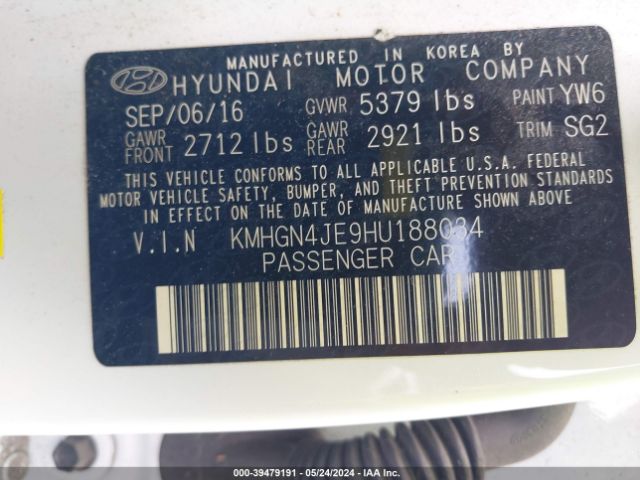 MANUFACTURED IN KOREA BY
HYUNDAI MOTOR COMPANY
SEP/06/16 GVWR 5379 lbs PAINT YW6
GAWR FRONT 2712 lbs GAWR REAR 2921 lbs TRIM SG2
THIS VEHICLE CONFORMS TO ALL APPLICABLE U.S.A. FEDERAL
MOTOR VEHICLE SAFETY, BUMPER, AND THEFT PREVENTION STANDARDS
IN EFFECT ON THE DATE OF MANUFACTURE SHOWN ABOVE
V.I.N KMHGN4JE9HU188034
PASSENGER CAR
000-39479191 - 05/24/2024 - IAA Inc.